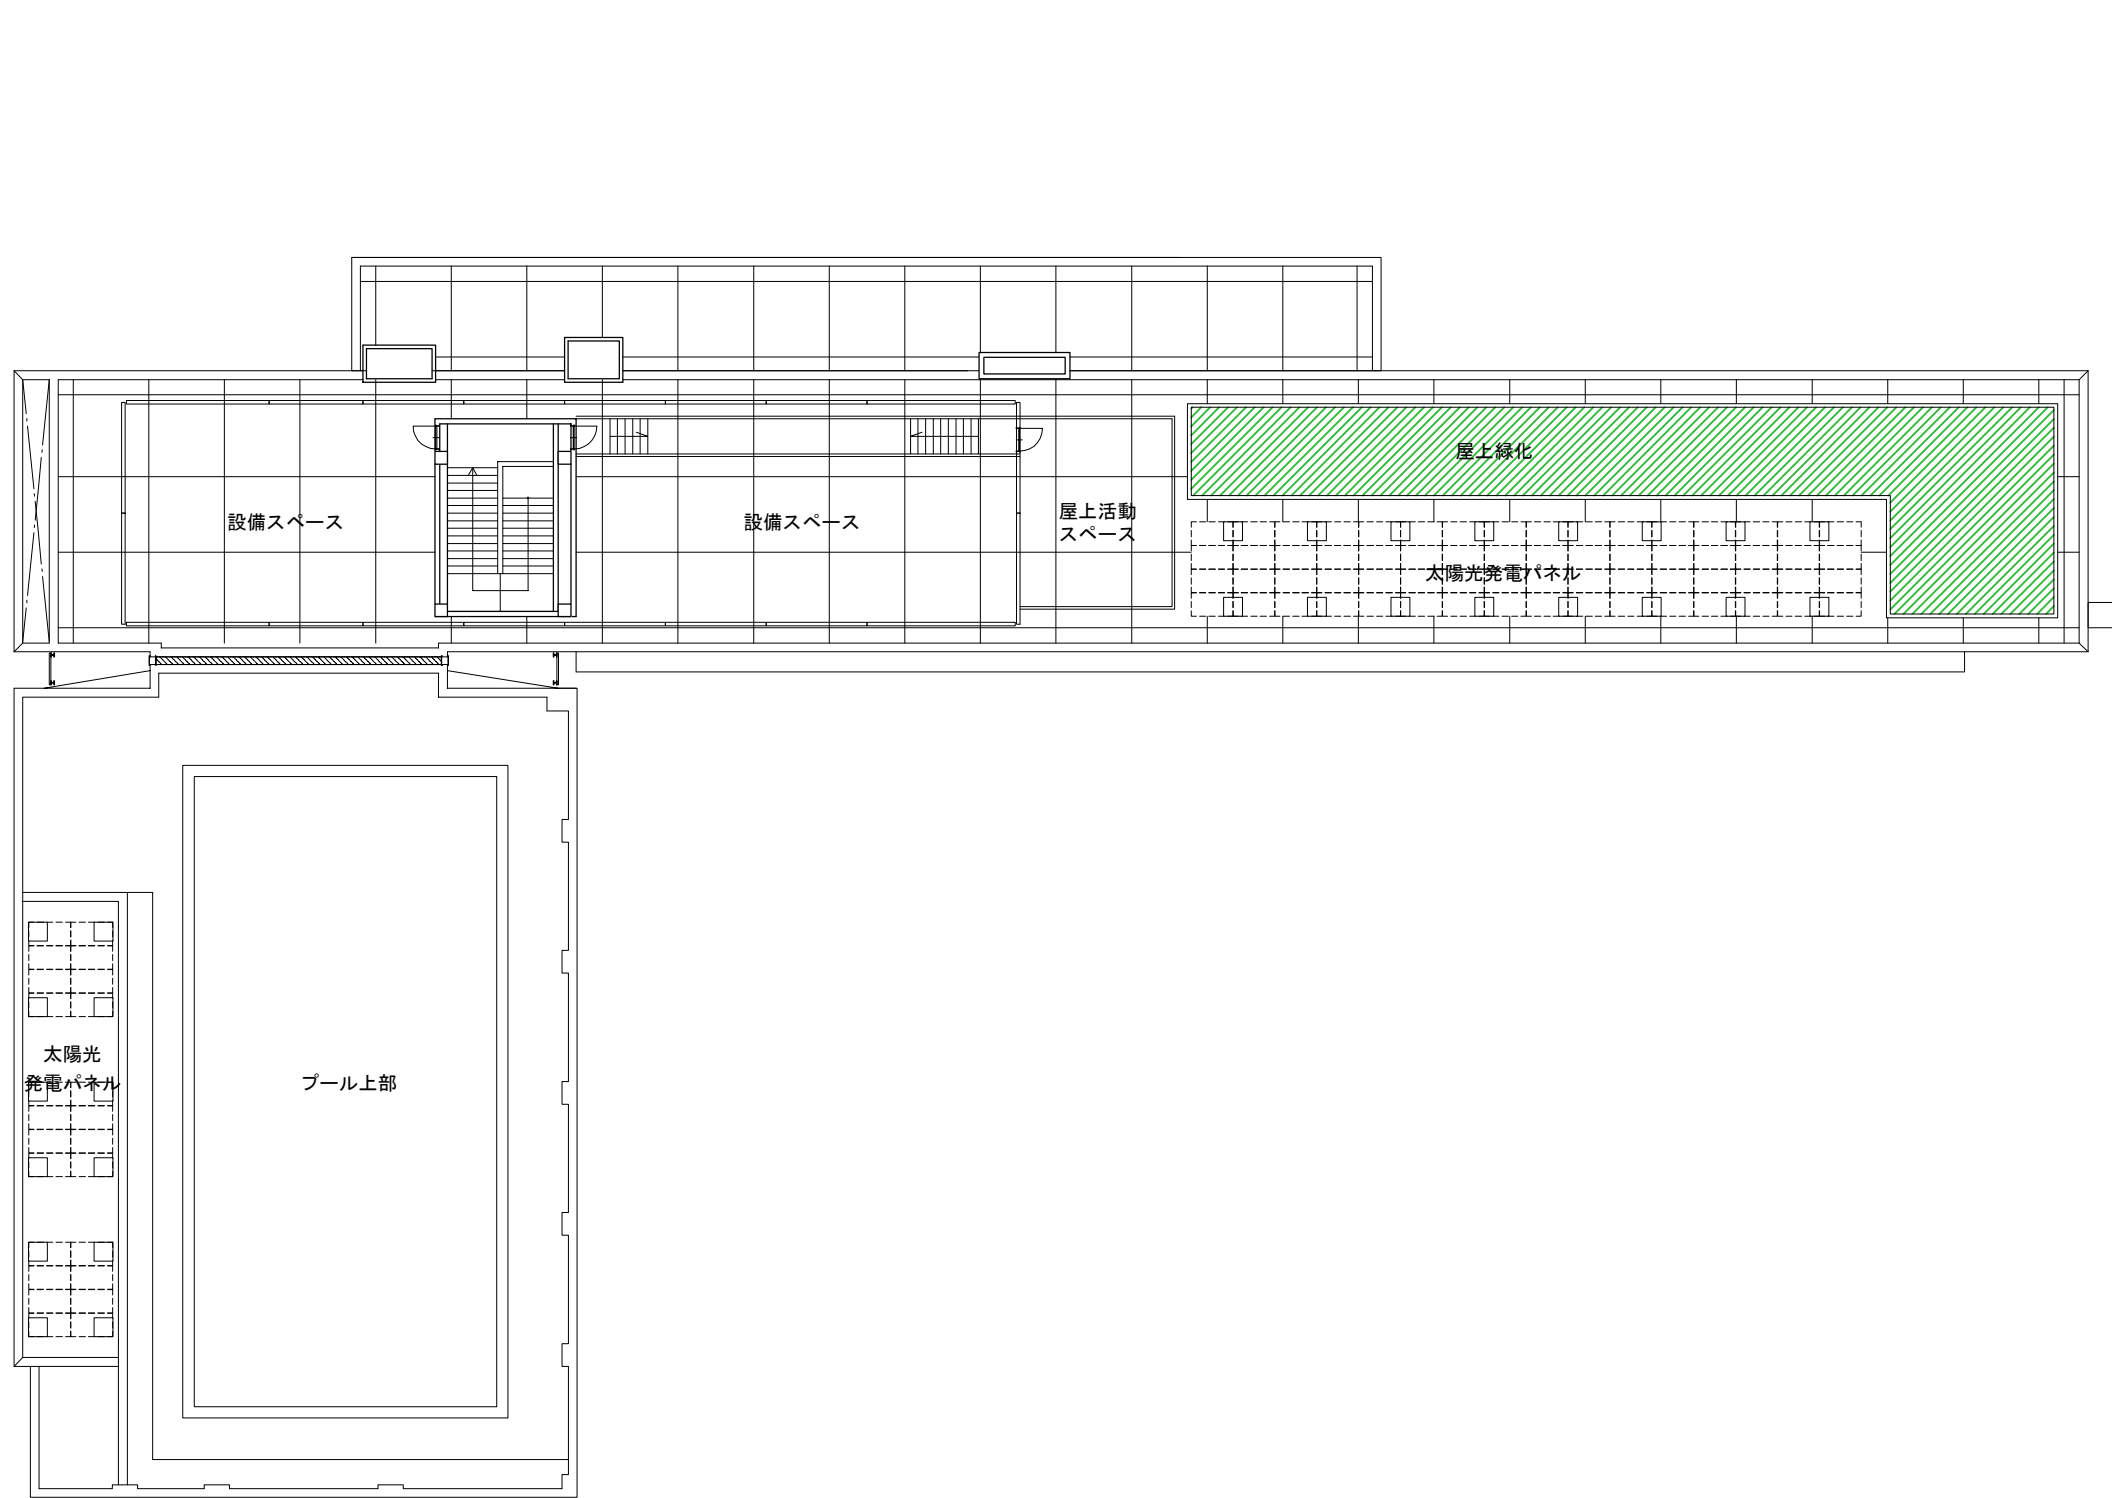 屋上緑化
設備スペース
設備スペース
屋上活動
スペース
太陽光発電パネル
太陽光
発電パネル
プール上部